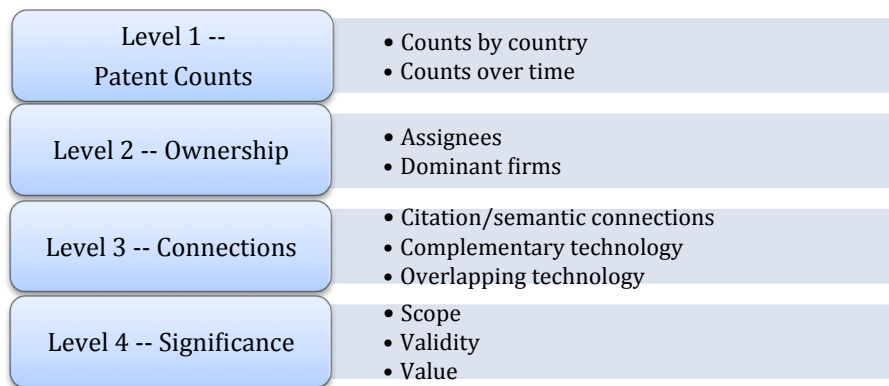 Level 1 --
Patent Counts
• Counts by country
• Counts over time
Level 2 -- Ownership
• Assignees
• Dominant firms
Level 3 -- Connections
• Citation/semantic connections
• Complementary technology
• Overlapping technology
Level 4 -- Significance
• Scope
• Validity
• Value